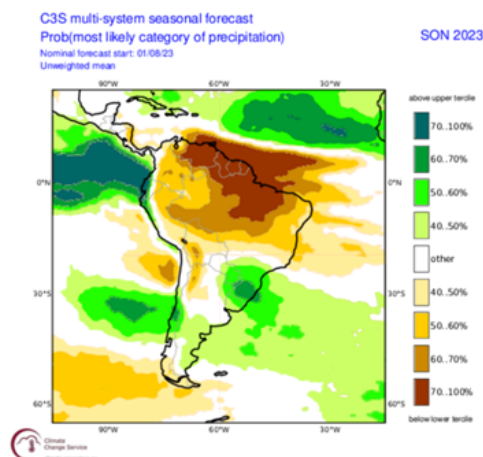 C3S multi-system seasonal forecast
Prob(most likely category of precipitation)
SON 2023
Nominal forecast start: 01/08/23
Unweighted mean
90°W
60°W
30°W
above upper tercile
70..100%
60..70%
50..60%
40..50%
other
40..50%
50..60%
60..70%
70..100%
below lower tercile
0°N
0°N
30°S
30°S
60°S
60°S
90°W
60°W
30°W
Climate
Change Service